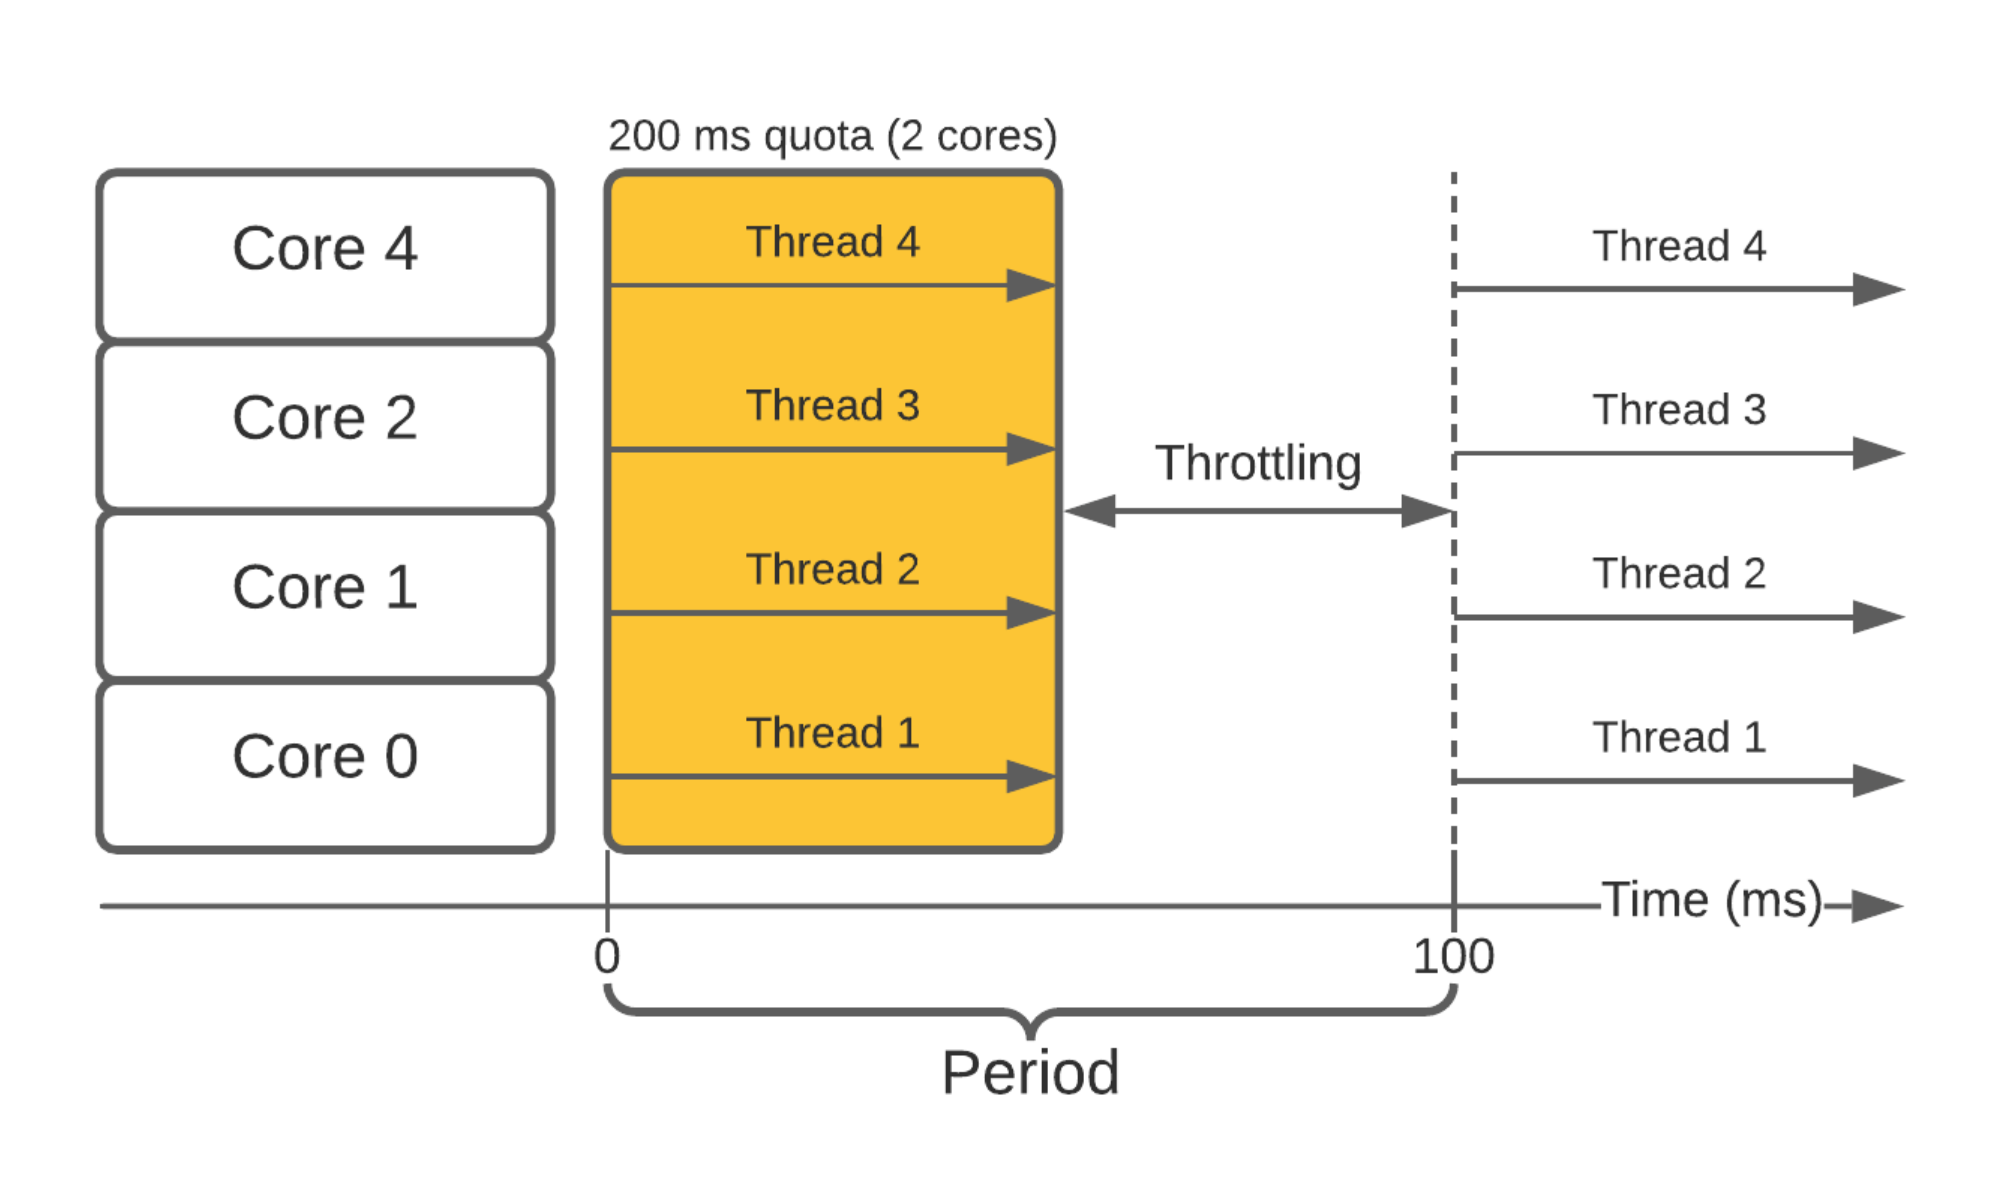 200 ms quota (2 cores)
Core 4
Core 2
Core 1
Core 0
Thread 4
Thread 3
Thread 2
Thread 1
Throttling
Thread 4
Thread 3
Thread 2
Thread 1
Time (ms)
0
100
Period